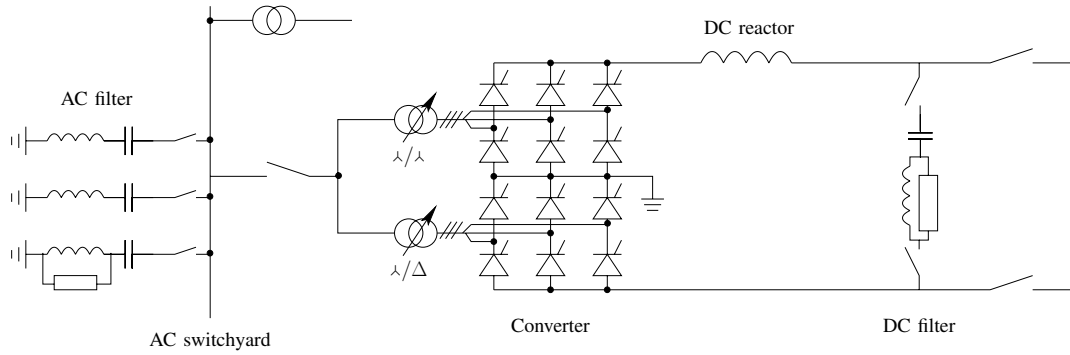 DC reactor
AC filter
⅄/⅄
⅄/Δ
AC switchyard
Converter
DC filter